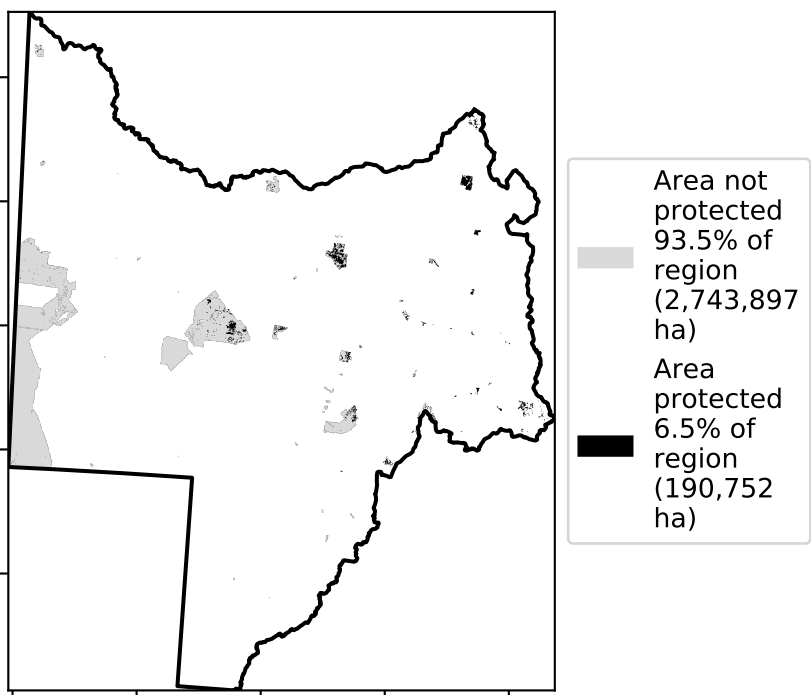 Area not
protected
93.5% of
region
(2,743,897
ha)
Area
protected
6.5% of
region
(190,752
ha)